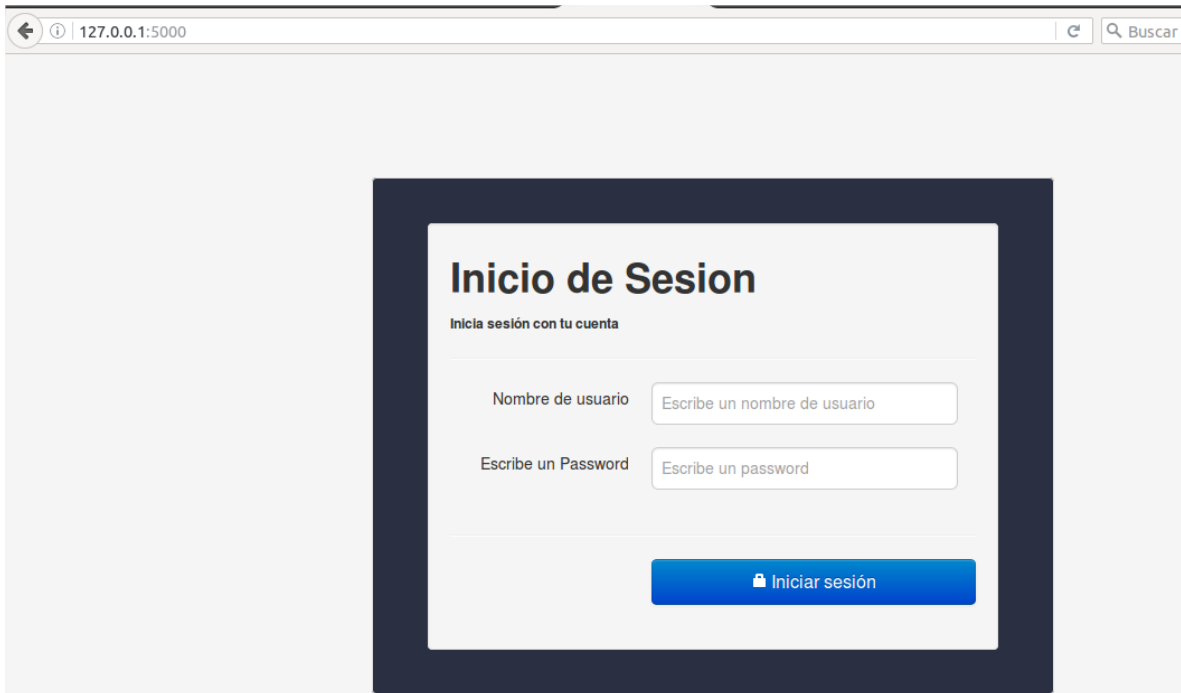 127.0.0.1:5000
Buscar
Inicio de Sesion
Inicia sesión con tu cuenta
Nombre de usuario
Escribe un nombre de usuario
Escribe un Password
Escribe un password
Iniciar sesión